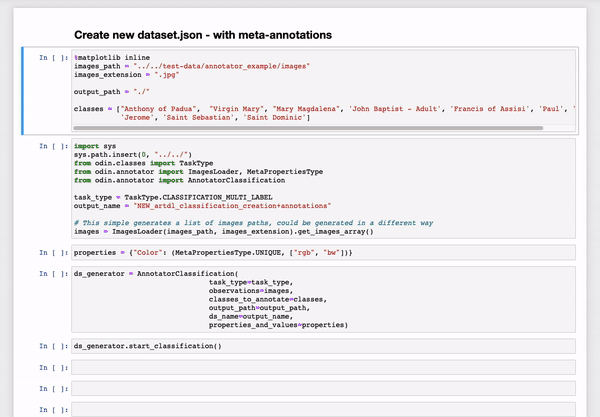 Create new dataset.json - with meta-annotations
In [ ]: %matplotlib inline
images_path = "../../test-data/annotator_example/images"
images_extension = ".jpg"
output_path = "./"
classes = ["Anthony of Padua",  "Virgin Mary", "Mary Magdalena", 'John Baptist - Adult', 'Francis of Assisi', 'Paul', '
'Jerome', 'Saint Sebastian', 'Saint Dominic']
In [ ]: import sys
sys.path.insert(0, "../../")
from odin.classes import TaskType
from odin.annotator import ImagesLoader, MetaPropertiesType
from odin.annotator import AnnotatorClassification
task_type = TaskType.CLASSIFICATION_MULTI_LABEL
output_name = "NEW_artdl_classification_creation+annotations"
# This simple generates a list of images paths, could be generated in a different way
images = ImagesLoader(images_path, images_extension).get_images_array()
In [ ]: properties = {"Color": (MetaPropertiesType.UNIQUE, ["rgb", "bw"])}
In [ ]: ds_generator = AnnotatorClassification(
task_type=task_type,
observations=images,
classes_to_annotate=classes,
output_path=output_path,
ds_name=output_name,
properties_and_values=properties)
In [ ]: ds_generator.start_classification()
In [ ]:
In [ ]:
In [ ]: